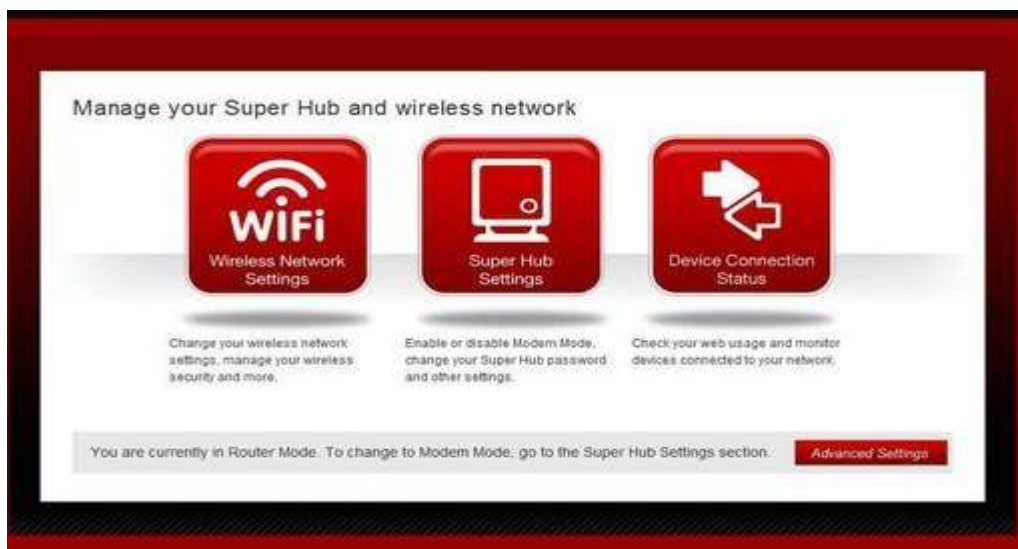 Manage your Super Hub and wireless network
WiFi
Wireless Network
Settings
Super Hub
Settings
Device Connection
Status
Change your wireless network
settings, manage your wireless
security and more.
Enable or disable Modem Mode,
change your Super Hub password
and other settings.
Check your web usage and monitor
devices connected to your network.
You are currently in Router Mode. To change to Modem Mode, go to the Super Hub Settings section.
Advanced Settings